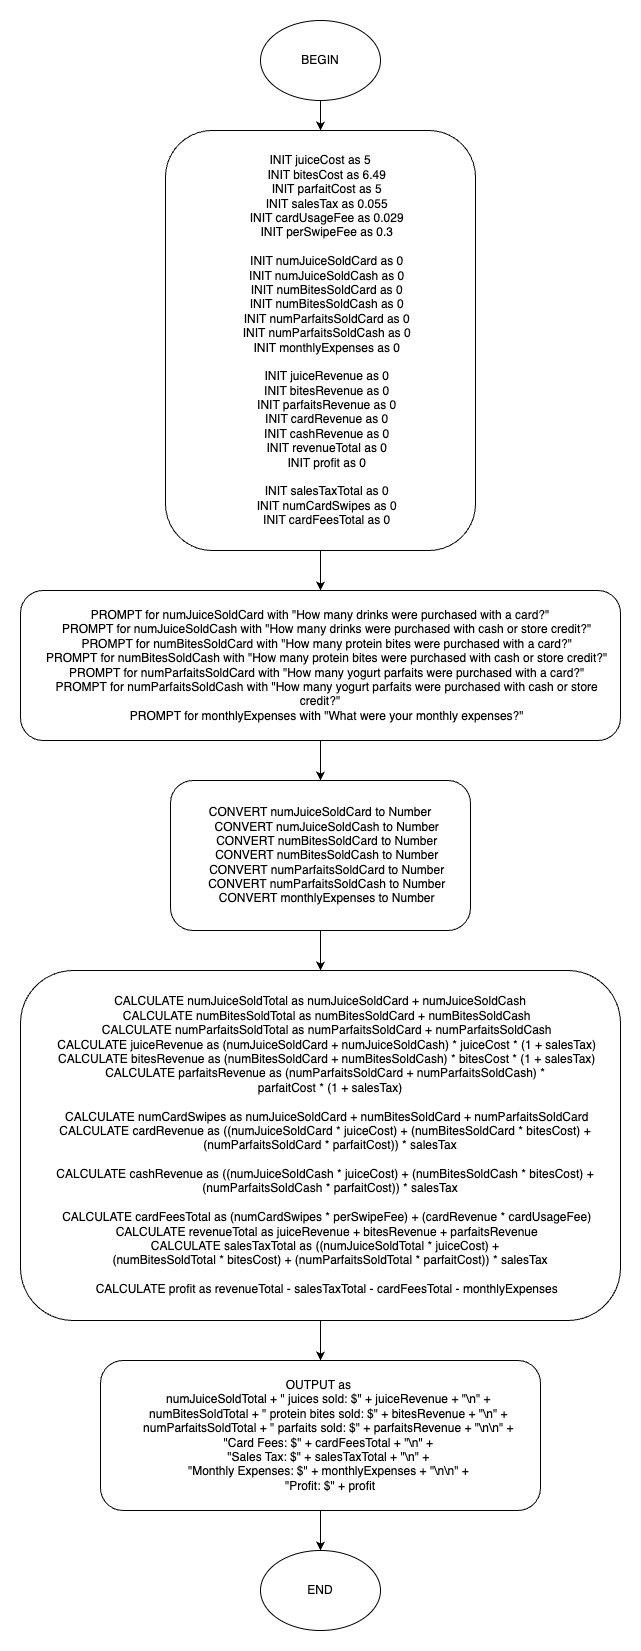 BEGIN
INIT juiceCost as 5
INIT bitesCost as 6.49
INIT parfaitCost as 5
INIT salesTax as 0.055
INIT cardUsageFee as 0.029
INIT perSwipeFee as 0.3
INIT numJuiceSoldCard as 0
INIT numJuiceSoldCash as 0
INIT numBitesSoldCard as 0
INIT numBitesSoldCash as 0
INIT numParfaitsSoldCard as 0
INIT numParfaitsSoldCash as 0
INIT monthlyExpenses as 0
INIT juiceRevenue as 0
INIT bitesRevenue as 0
INIT parfaitsRevenue as 0
INIT cardRevenue as 0
INIT cashRevenue as 0
INIT revenueTotal as 0
INIT profit as 0
INIT salesTaxTotal as 0
INIT numCardSwipes as 0
INIT cardFeesTotal as 0
PROMPT for numJuiceSoldCard with "How many drinks were purchased with a card?"
PROMPT for numJuiceSoldCash with "How many drinks were purchased with cash or store credit?"
PROMPT for numBitesSoldCard with "How many protein bites were purchased with a card?"
PROMPT for numBitesSoldCash with "How many protein bites were purchased with cash or store credit?"
PROMPT for numParfaitsSoldCard with "How many yogurt parfaits were purchased with a card?"
PROMPT for numParfaitsSoldCash with "How many yogurt parfaits were purchased with cash or store
credit?"
PROMPT for monthlyExpenses with "What were your monthly expenses?"
CONVERT numJuiceSoldCard to Number
CONVERT numJuiceSoldCash to Number
CONVERT numBitesSoldCard to Number
CONVERT numBitesSoldCash to Number
CONVERT numParfaitsSoldCard to Number
CONVERT numParfaitsSoldCash to Number
CONVERT monthlyExpenses to Number
CALCULATE numJuiceSoldTotal as numJuiceSoldCard + numJuiceSoldCash
CALCULATE numBitesSoldTotal as numBitesSoldCard + numBitesSoldCash
CALCULATE numParfaitsSoldTotal as numParfaitsSoldCard + numParfaitsSoldCash
CALCULATE juiceRevenue as (numJuiceSoldCard + numJuiceSoldCash) * juiceCost * (1 + salesTax)
CALCULATE bitesRevenue as (numBitesSoldCard + numBitesSoldCash) * bitesCost * (1 + salesTax)
CALCULATE parfaitsRevenue as (numParfaitsSoldCard + numParfaitsSoldCash) *
parfaitCost * (1 + salesTax)
CALCULATE numCardSwipes as numJuiceSoldCard + numBitesSoldCard + numParfaitsSoldCard
CALCULATE cardRevenue as ((numJuiceSoldCard * juiceCost) + (numBitesSoldCard * bitesCost) +
(numParfaitsSoldCard * parfaitCost)) * salesTax
CALCULATE cashRevenue as ((numJuiceSoldCash * juiceCost) + (numBitesSoldCash * bitesCost) +
(numParfaitsSoldCash * parfaitCost)) * salesTax
CALCULATE cardFeesTotal as (numCardSwipes * perSwipeFee) + (cardRevenue * cardUsageFee)
CALCULATE revenueTotal as juiceRevenue + bitesRevenue + parfaitsRevenue
CALCULATE salesTaxTotal as ((numJuiceSoldTotal * juiceCost) +
(numBitesSoldTotal * bitesCost) + (numParfaitsSoldTotal * parfaitCost)) * salesTax
CALCULATE profit as revenueTotal - salesTaxTotal - cardFeesTotal - monthlyExpenses
OUTPUT as
numJuiceSoldTotal + " juices sold: $" + juiceRevenue + "\n" +
numBitesSoldTotal + " protein bites sold: $" + bitesRevenue + "\n" +
numParfaitsSoldTotal + " parfaits sold: $" + parfaitsRevenue + "\n\n" +
"Card Fees: $" + cardFeesTotal + "\n" +
"Sales Tax: $" + salesTaxTotal + "\n" +
"Monthly Expenses: $" + monthlyExpenses + "\n\n" +
"Profit: $" + profit
END